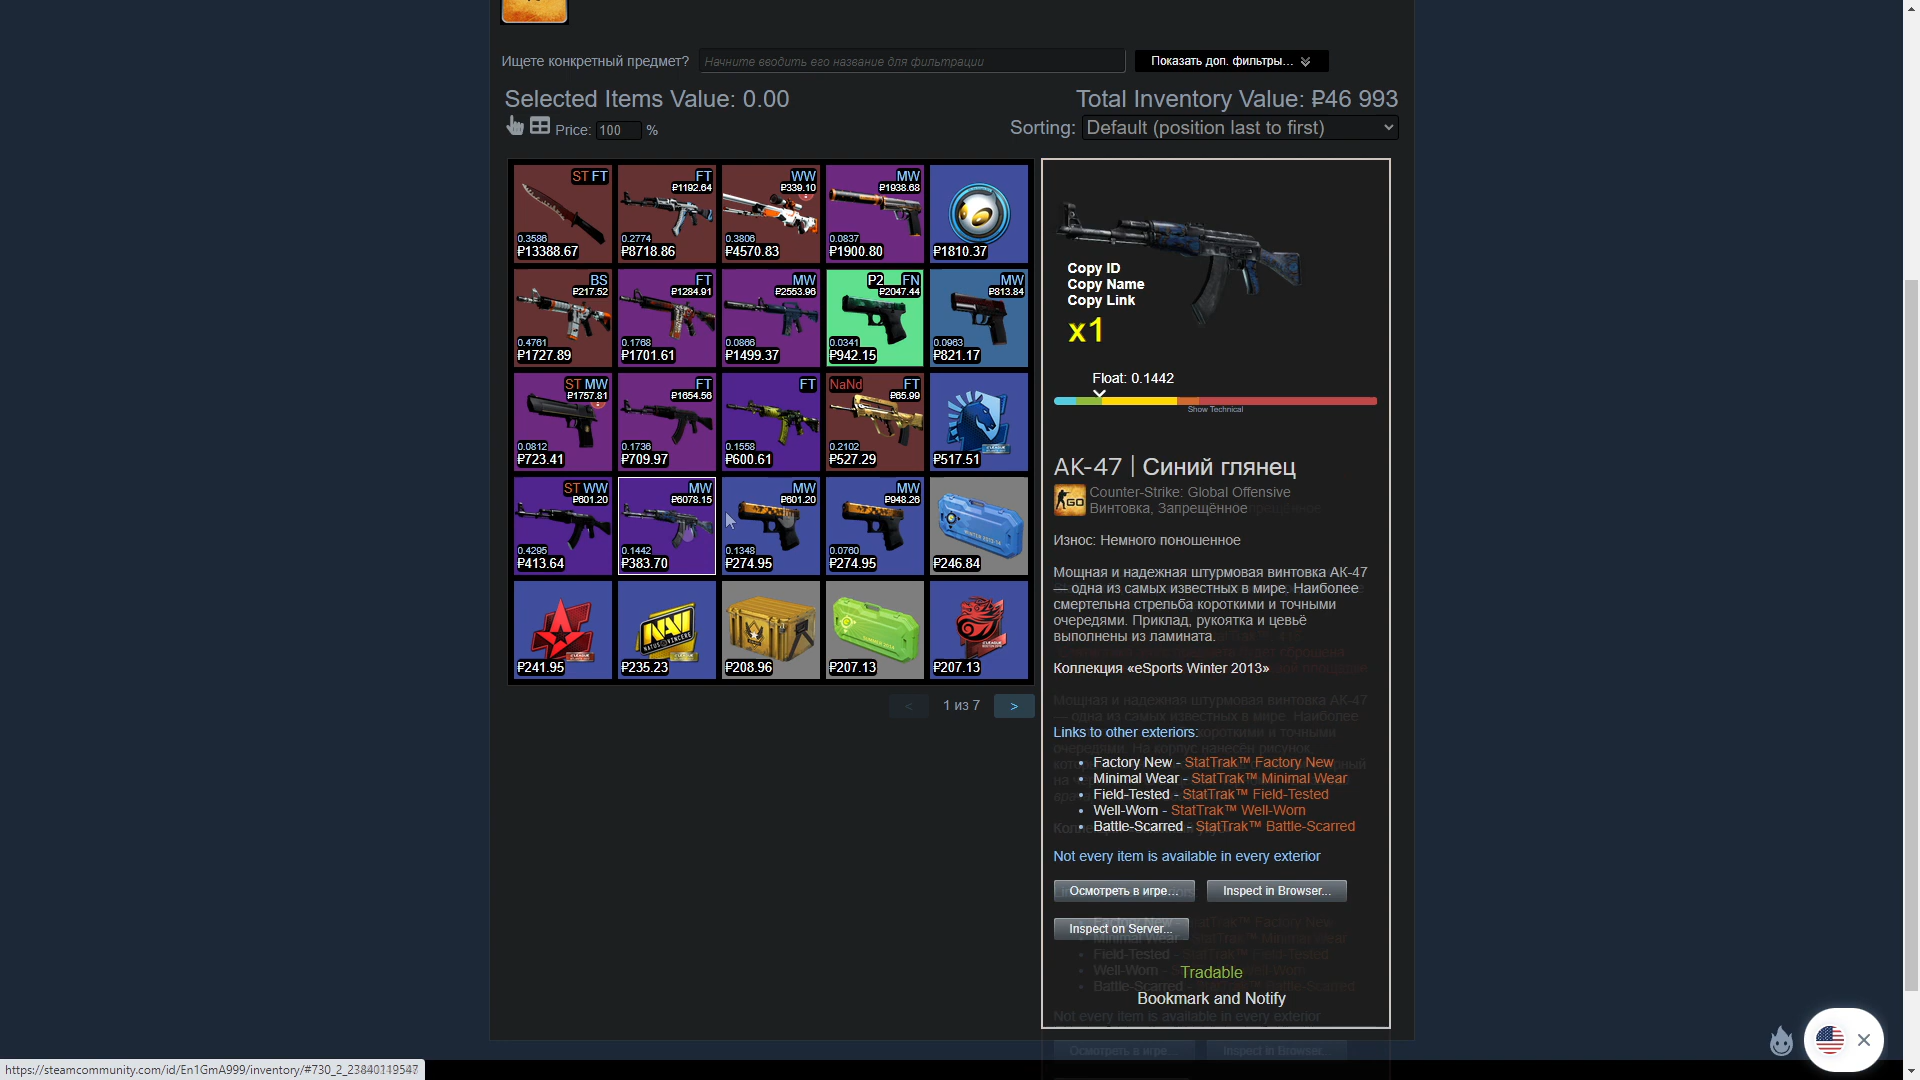 Ищете конкретный предмет?
Начните вводить его название для фильтрации
Показать доп. фильтры...
Selected Items Value: 0.00
Total Inventory Value: ₽46 993
Price: 100 %
Sorting: Default (position last to first)
ST FT
0.3586
₽13388.67
FT
₽1192.64
0.2774
₽8718.86
WW
₽339.10
0.3806
₽4570.83
MW
₽1938.68
0.0837
₽1900.80
₽1810.37
BS
₽217.52
0.4761
₽1727.89
FT
₽1284.91
0.1768
₽1701.61
MW
₽2553.96
0.0866
₽1499.37
P2 FN
₽2047.44
0.0341
₽942.15
MW
₽813.84
0.0963
₽821.17
ST MW
₽1757.81
0.0812
₽723.41
FT
₽1654.56
0.1736
₽709.97
FT
0.1558
₽600.61
NaNd FT
₽65.99
0.2102
₽527.29
₽517.51
ST WW
₽601.20
0.4295
₽413.64
MW
₽6078.15
0.1442
₽383.70
MW
₽601.20
0.1348
₽274.95
MW
₽948.26
0.0760
₽274.95
₽246.84
₽241.95
NAVI
NATUS VINCERE
₽235.23
₽208.96
₽207.13
₽207.13
< 1 из 7 >
Copy ID
Copy Name
Copy Link
x1
Float: 0.1442
Show Technical
AK-47 | Синий глянец
GO
Counter-Strike: Global Offensive
Винтовка, Запрещённое
Износ: Немного поношенное
Мощная и надежная штурмовая винтовка AK-47
— одна из самых известных в мире. Наиболее
смертельна стрельба короткими и точными
очередями. Приклад, рукоятка и цевьё
выполнены из ламината.
Коллекция «eSports Winter 2013»
Links to other exteriors:
Factory New - StatTrak™ Factory New
Minimal Wear - StatTrak™ Minimal Wear
Field-Tested - StatTrak™ Field-Tested
Well-Worn - StatTrak™ Well-Worn
Battle-Scarred - StatTrak™ Battle-Scarred
Not every item is available in every exterior
Осмотреть в игре...
Inspect in Browser...
Inspect on Server...
Tradable
Bookmark and Notify